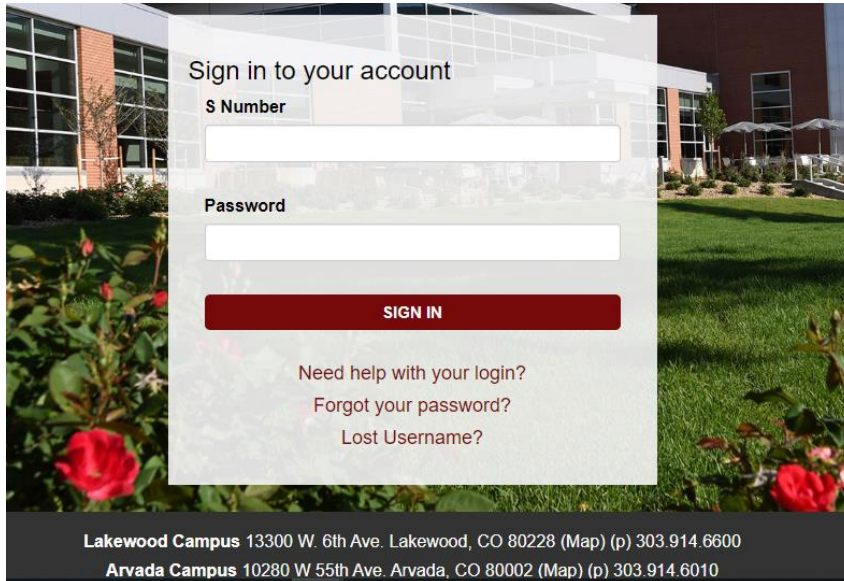 Sign in to your account
S Number
Password
SIGN IN
Need help with your login?
Forgot your password?
Lost Username?
Lakewood Campus 13300 W. 6th Ave. Lakewood, CO 80228 (Map) (p) 303.914.6600
Arvada Campus 10280 W 55th Ave. Arvada, CO 80002 (Map) (p) 303.914.6010